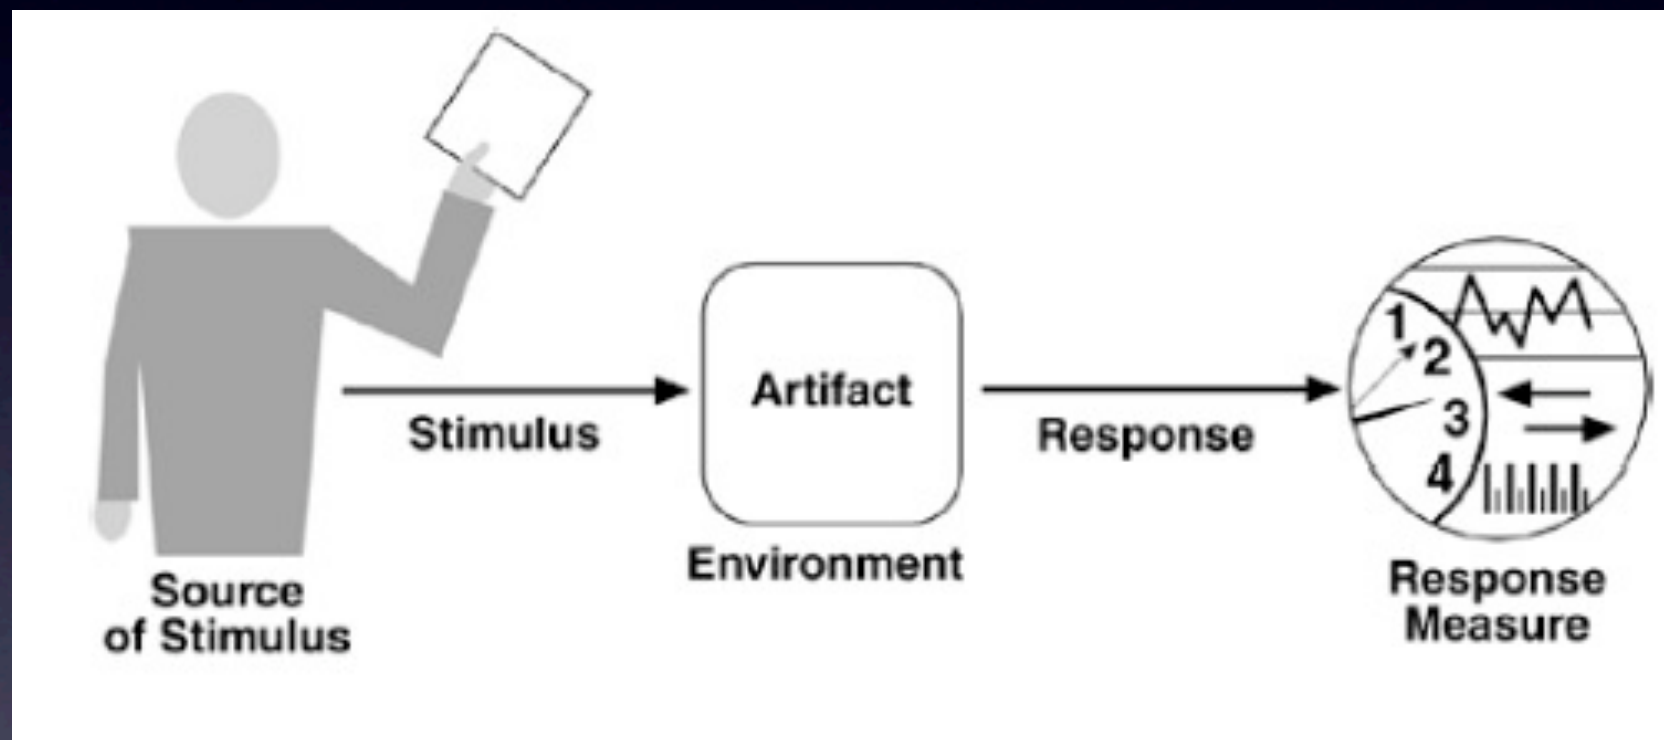 Artifact
Stimulus
Response
Environment
Source
of Stimulus
1
2
3
4
Response
Measure